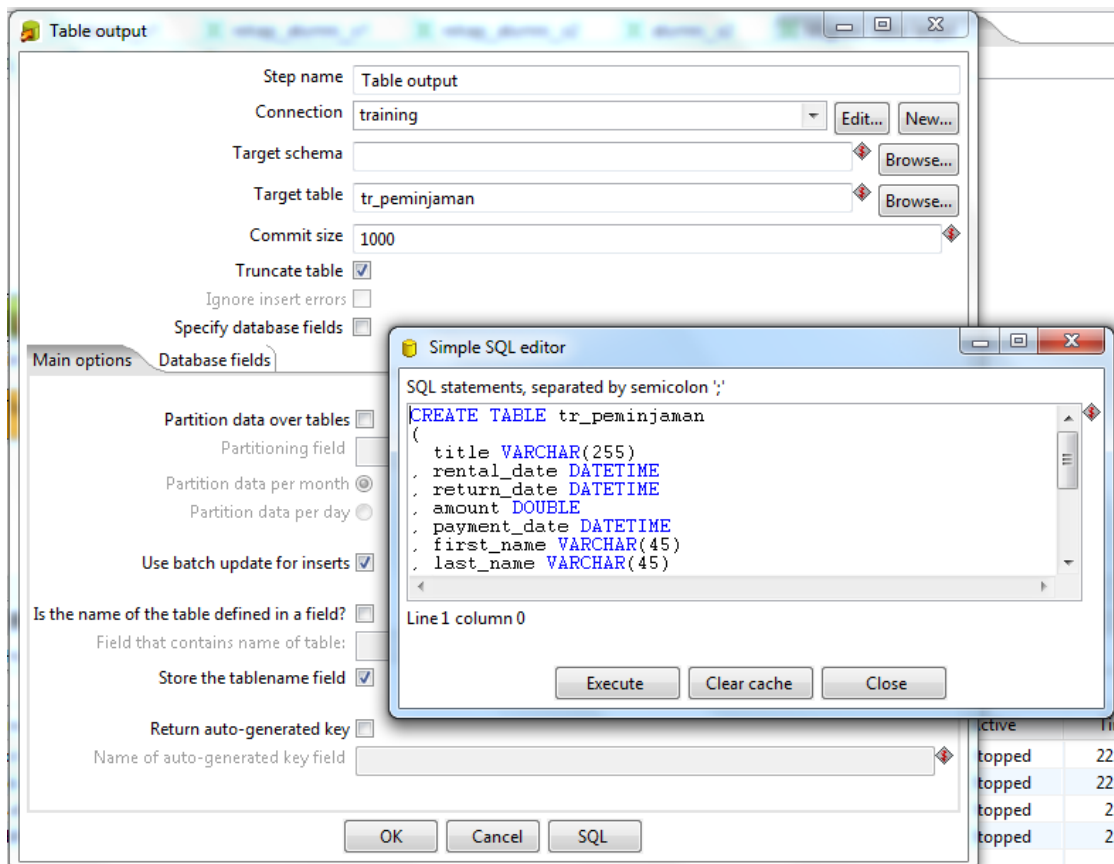 Table output
Step name Table output
Connection training Edit... New...
Target schema Browse...
Target table tr_peminjaman Browse...
Commit size 1000
Truncate table
Ignore insert errors
Specify database fields
Main options Database fields
Partition data over tables
Partitioning field
Partition data per month
Partition data per day
Use batch update for inserts
Is the name of the table defined in a field?
Field that contains name of table:
Store the tablename field
Return auto-generated key
Name of auto-generated key field
OK Cancel SQL
Simple SQL editor
SQL statements, separated by semicolon ';'
CREATE TABLE tr_peminjaman
(
title VARCHAR(255)
, rental_date DATETIME
, return_date DATETIME
, amount DOUBLE
, payment_date DATETIME
, first_name VARCHAR(45)
, last_name VARCHAR(45)
Line 1 column 0
Execute Clear cache Close
topped 22
topped 22
topped 2
topped 2